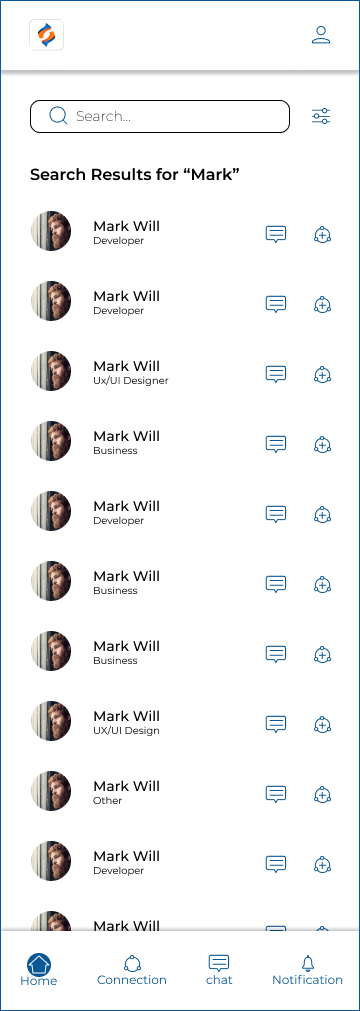 Search...
Search Results for “Mark”
Mark Will
Developer
Mark Will
Developer
Mark Will
Ux/UI Designer
Mark Will
Business
Mark Will
Developer
Mark Will
Business
Mark Will
Business
Mark Will
UX/UI Design
Mark Will
Other
Mark Will
Developer
Mark Will
Home
Connection
chat
Notification